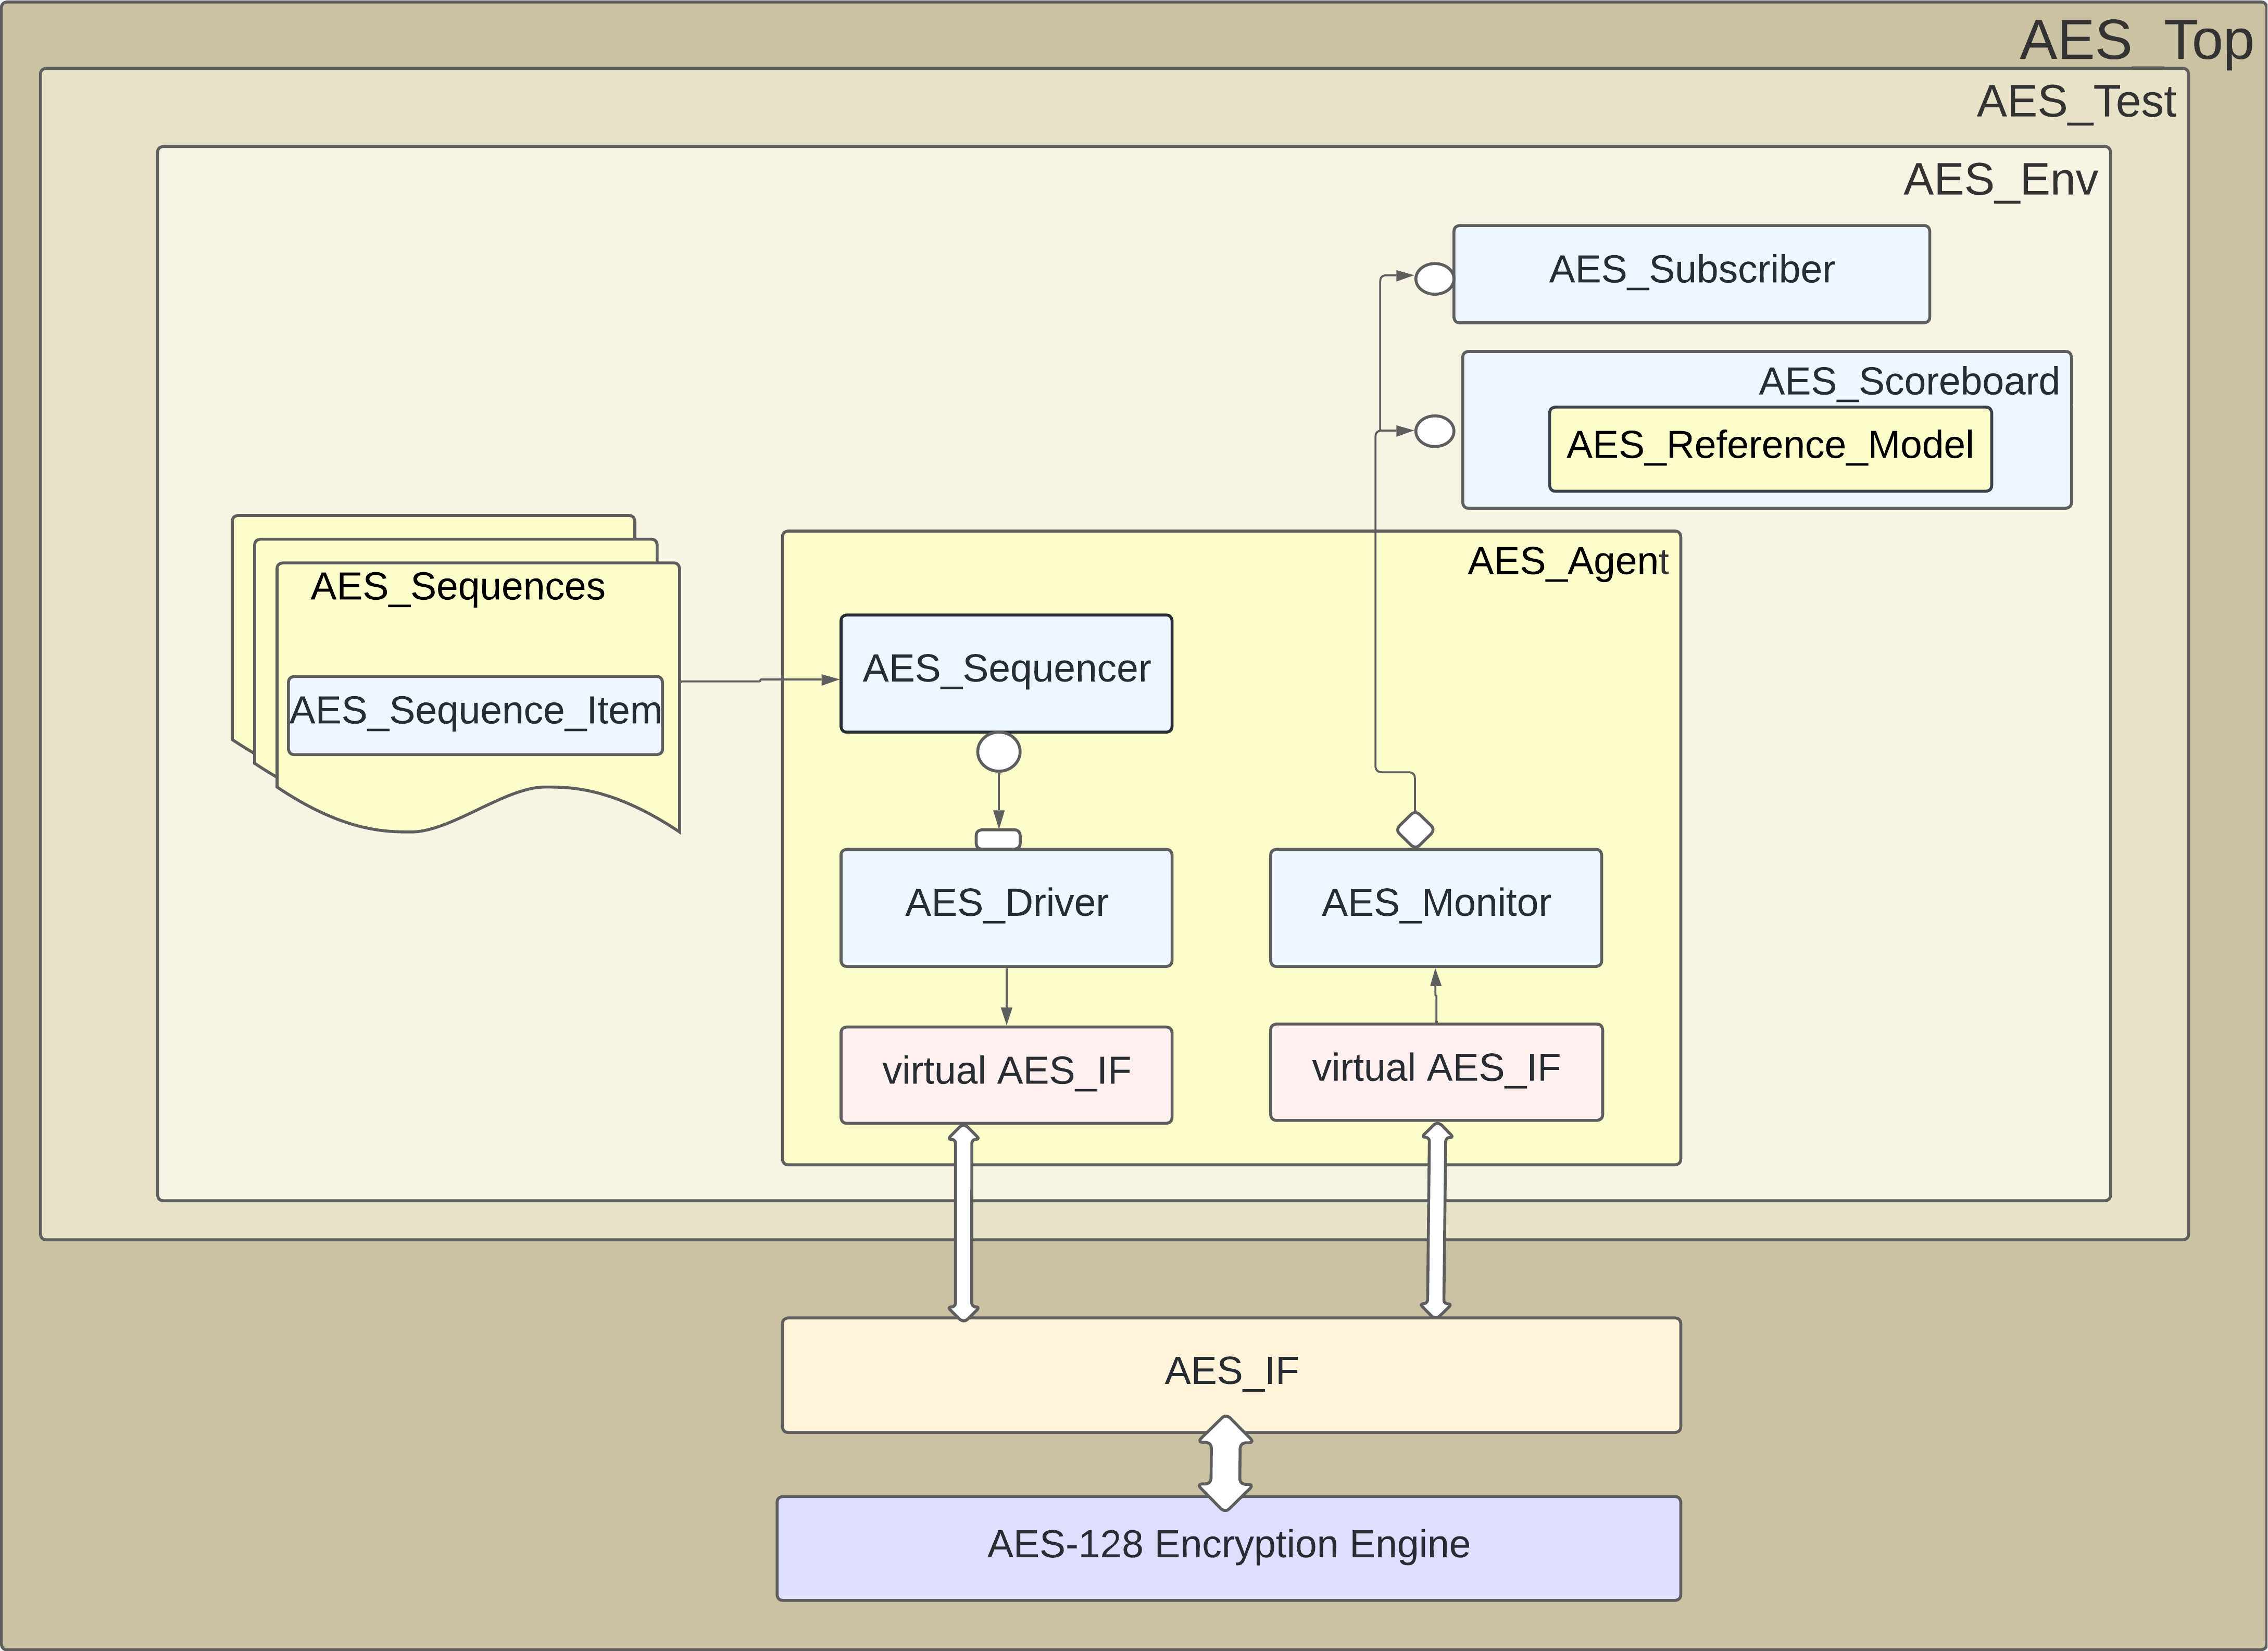 AES_Top
AES_Test
AES_Env
AES_Subscriber
AES_Scoreboard
AES_Reference_Model
AES_Sequences
AES_Sequence_Item
AES_Agent
AES_Sequencer
AES_Driver
AES_Monitor
virtual AES_IF
virtual AES_IF
AES_IF
AES-128 Encryption Engine